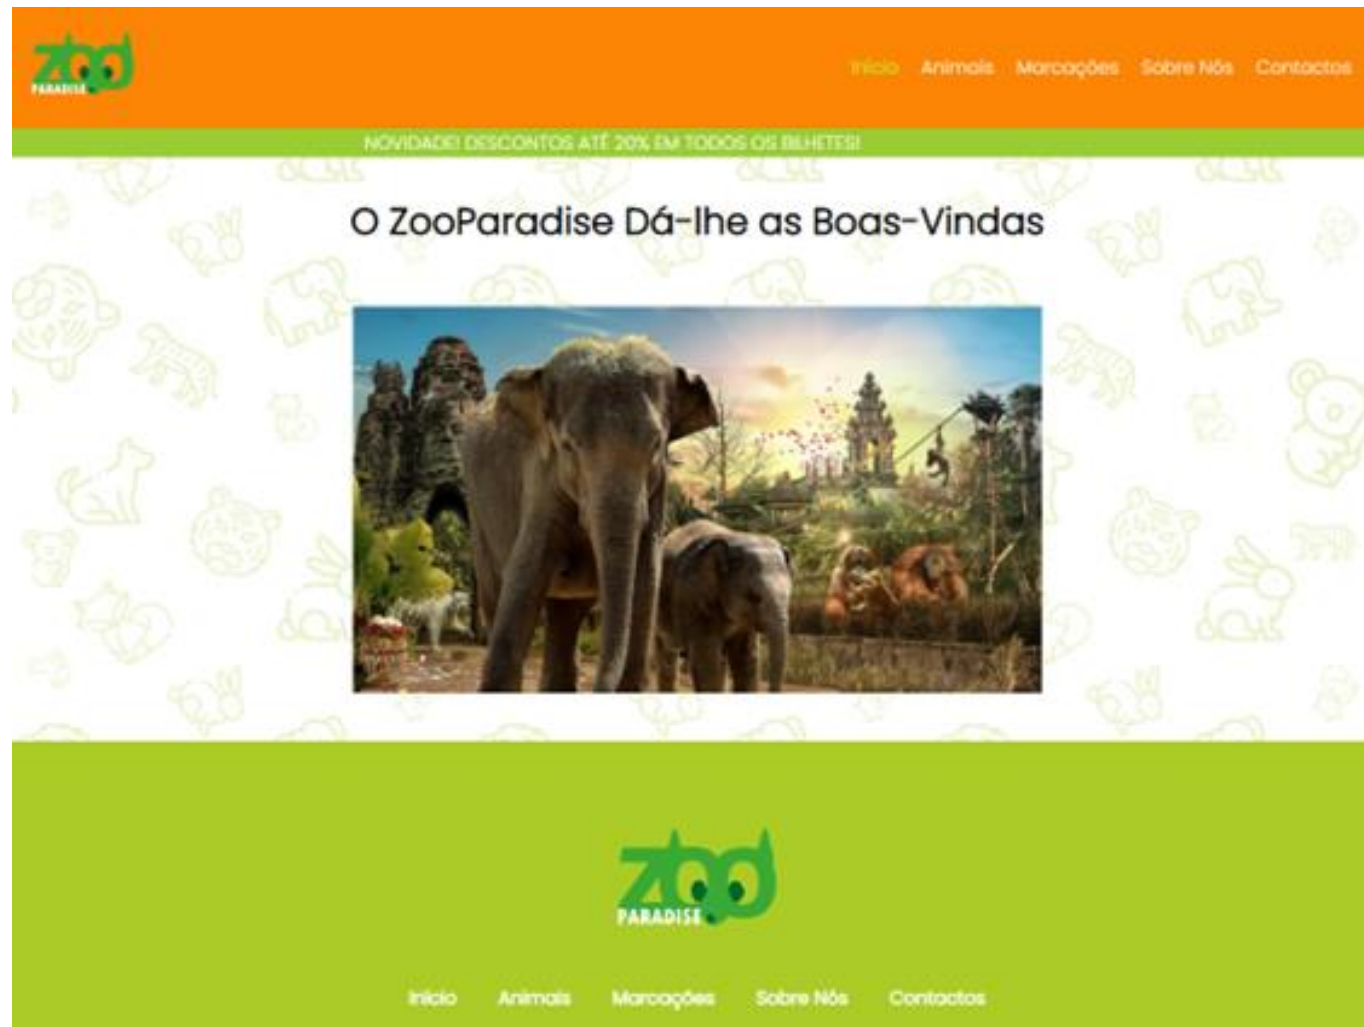 zoo
PARADISE
Início Animais Marcações Sobre Nós Contactos
NOVIDADE! DESCONTOS ATÉ 20% EM TODOS OS BILHETES!
O ZooParadise Dá-lhe as Boas-Vindas
zoo
PARADISE
Início Animais Marcações Sobre Nós Contactos